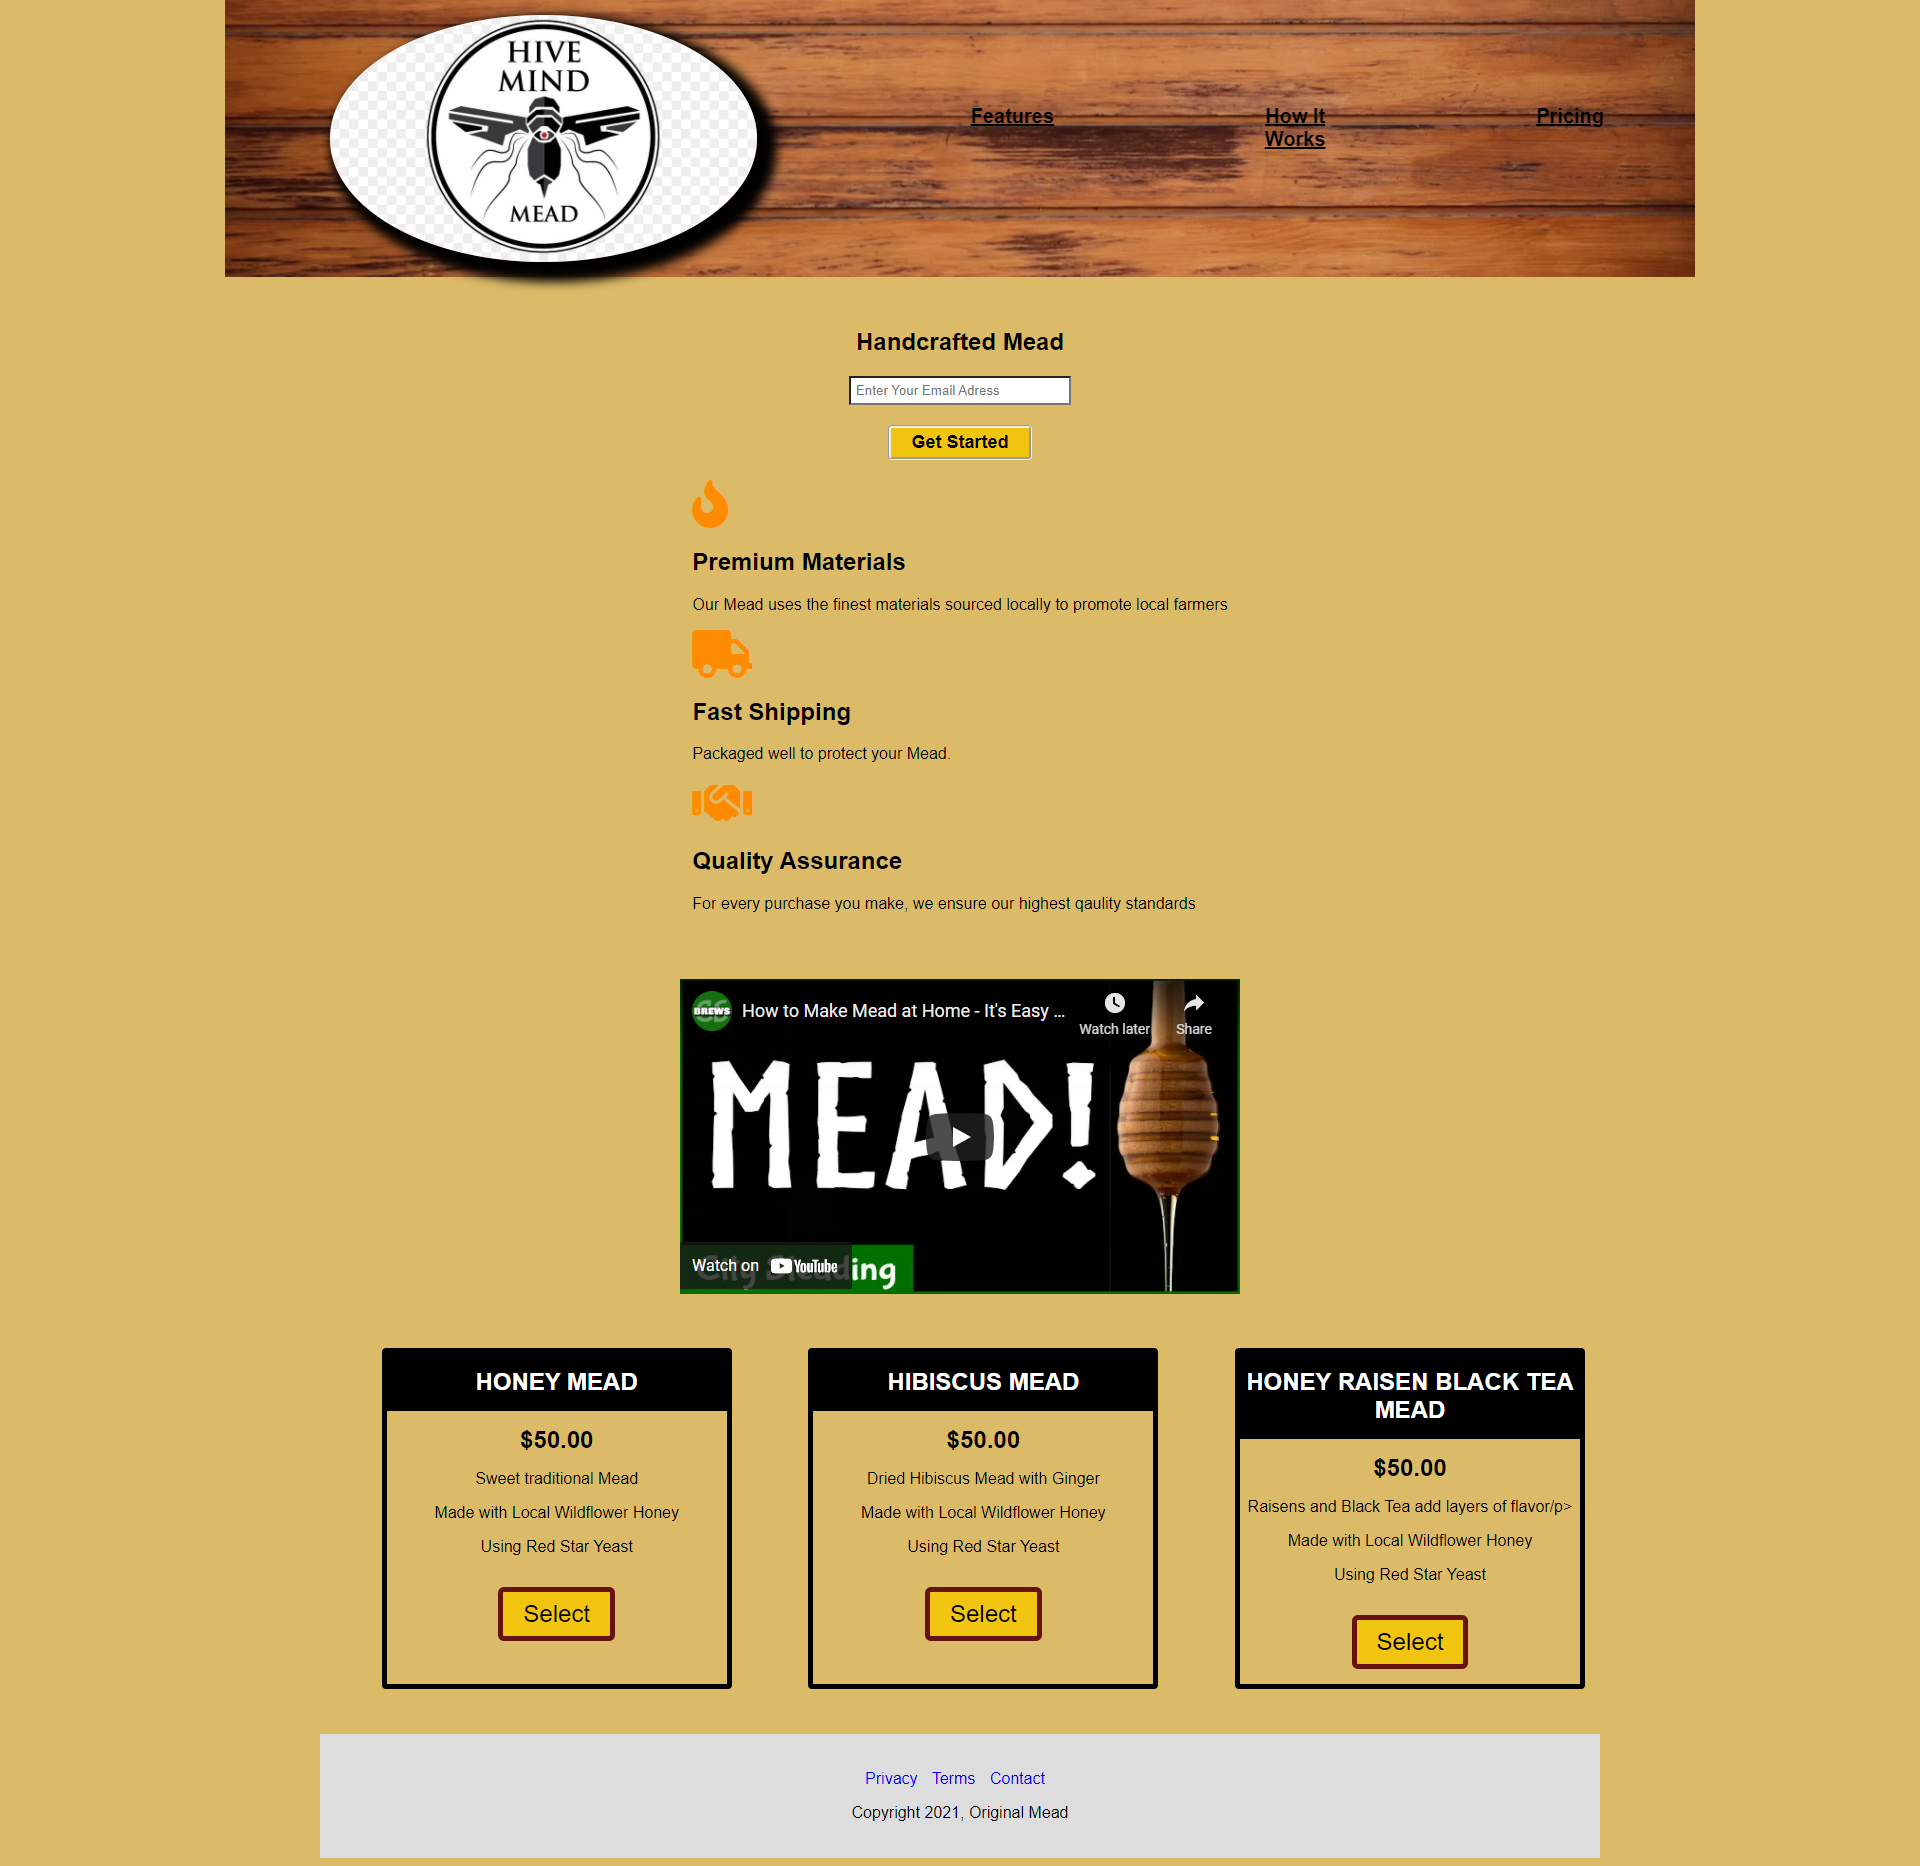 HIVE
MIND
MEAD
Features
How It
Works
Pricing
Handcrafted Mead
Enter Your Email Adress
Get Started
Premium Materials
Our Mead uses the finest materials sourced locally to promote local farmers
Fast Shipping
Packaged well to protect your Mead.
Quality Assurance
For every purchase you make, we ensure our highest qaulity standards
CS
BREWS
How to Make Mead at Home - It's Easy ...
Watch later
Share
MEAD!
City Steading
Watch on YouTube
HONEY MEAD
$50.00
Sweet traditional Mead
Made with Local Wildflower Honey
Using Red Star Yeast
Select
HIBISCUS MEAD
$50.00
Dried Hibiscus Mead with Ginger
Made with Local Wildflower Honey
Using Red Star Yeast
Select
HONEY RAISEN BLACK TEA
MEAD
$50.00
Raisens and Black Tea add layers of flavor/p>
Made with Local Wildflower Honey
Using Red Star Yeast
Select
Privacy Terms Contact
Copyright 2021, Original Mead